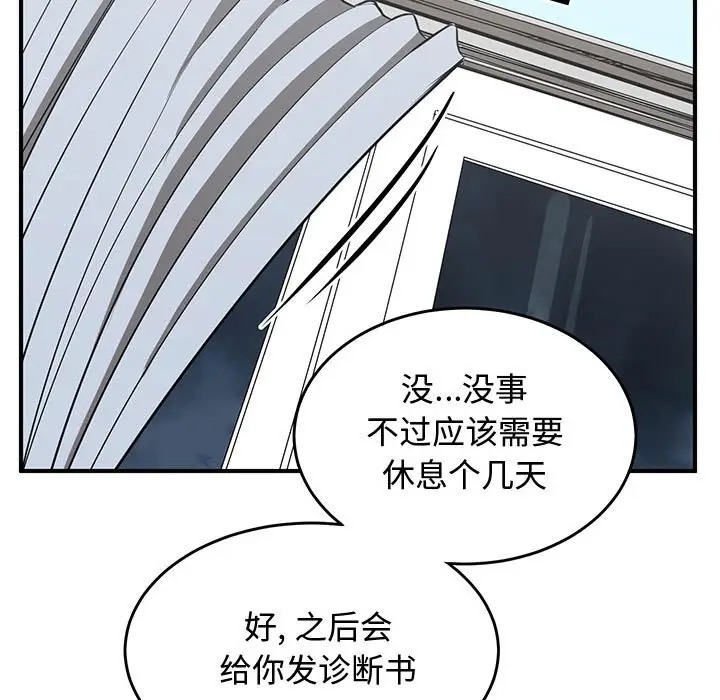 没...没事
不过应该需要
休息个几天
好, 之后会
给你发诊断书